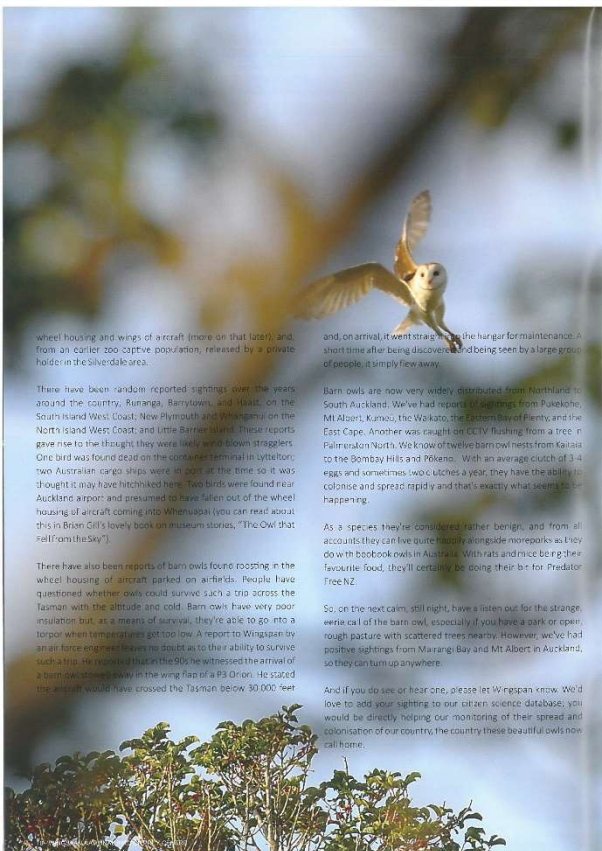 wheel housing and wings of aircraft (more on that later); and,
from an earlier zoo captive population, released by a private
holder in the Silverdale area.
There have been random reported sightings over the years
around the country; Runanga, Barrytown, and Haast, on the
South Island West Coast; New Plymouth and Whanganui on the
North Island West Coast; and Little Barrier Island. These reports
gave rise to the thought they were likely wind-blown stragglers.
One bird was found dead on the container terminal in Lyttelton;
two Australian cargo ships were in port at the time so it was
thought it may have hitchhiked here. Two birds were found near
Auckland airport and presumed to have fallen out of the wheel
housing of aircraft coming into Whenuapai (you can read about
this in Brian Gill's lovely book on museum stories, "The Owl that
Fell from the Sky").
There have also been reports of barn owls found roosting in the
wheel housing of aircraft parked on airfields. People have
questioned whether owls could survive such a trip across the
Tasman with the altitude and cold. Barn owls have very poor
insulation but, as a means of survival, they're able to go into a
torpor when temperatures get too low. A report to Wingspan by
an air force engineer leaves no doubt as to their ability to survive
such a trip. He reported that in the 90s he witnessed the arrival of
a barn owl stowed away in the wing flap of a P3 Orion. He stated
the aircraft would have crossed the Tasman below 30,000 feet
and, on arrival, it went straight to the hangar for maintenance. A
short time after being discovered and being seen by a large group
of people, it simply flew away.
Barn owls are now very widely distributed from Northland to
South Auckland. We've had reports of sightings from Pukekohe,
Mt Albert, Kumeū, the Waikato, the Eastern Bay of Plenty, and the
East Cape. Another was caught on CCTV flushing from a tree in
Palmerston North. We know of twelve barn owl nests from Kaitaia
to the Bombay Hills and Pōkeno. With an average clutch of 3-4
eggs and sometimes two clutches a year, they have the ability to
colonise and spread rapidly and that's exactly what seems to be
happening.
As a species they're considered rather benign, and from all
accounts they can live quite happily alongside moreporks as they
do with boobook owls in Australia. With rats and mice being their
favourite food, they'll certainly be doing their bit for Predator
Free NZ.
So, on the next calm, still night, have a listen out for the strange,
eerie call of the barn owl, especially if you have a park or open,
rough pasture with scattered trees nearby. However, we've had
positive sightings from Mairangi Bay and Mt Albert in Auckland,
so they can turn up anywhere.
And if you do see or hear one, please let Wingspan know. We'd
love to add your sighting to our citizen science database; you
would be directly helping our monitoring of their spread and
colonisation of our country, the country these beautiful owls now
call home.